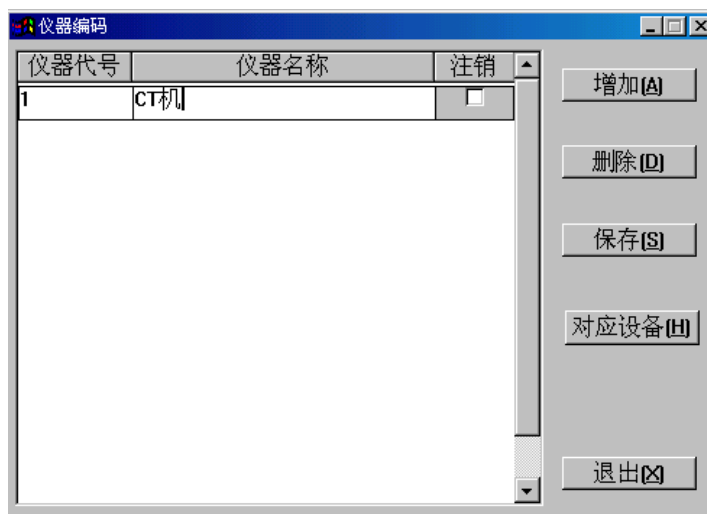 仪器编码
仪器代号 仪器名称 注销
1 CT机
增加(A)
删除(D)
保存(S)
对应设备(H)
退出(X)